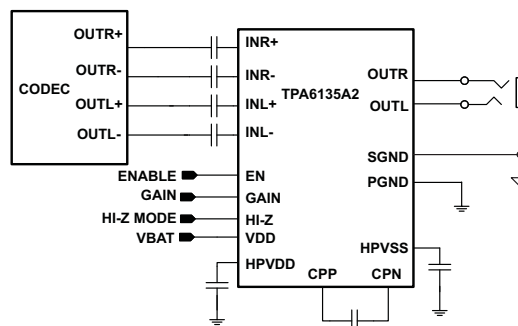 CODEC
OUTR+
OUTR-
OUTL+
OUTL-
INR+
INR-
INL+
INL-
TPA6135A2
OUTR
OUTL
SGND
PGND
ENABLE
EN
GAIN
GAIN
HI-Z MODE
HI-Z
VBAT
VDD
HPVDD
HPVSS
CPP
CPN